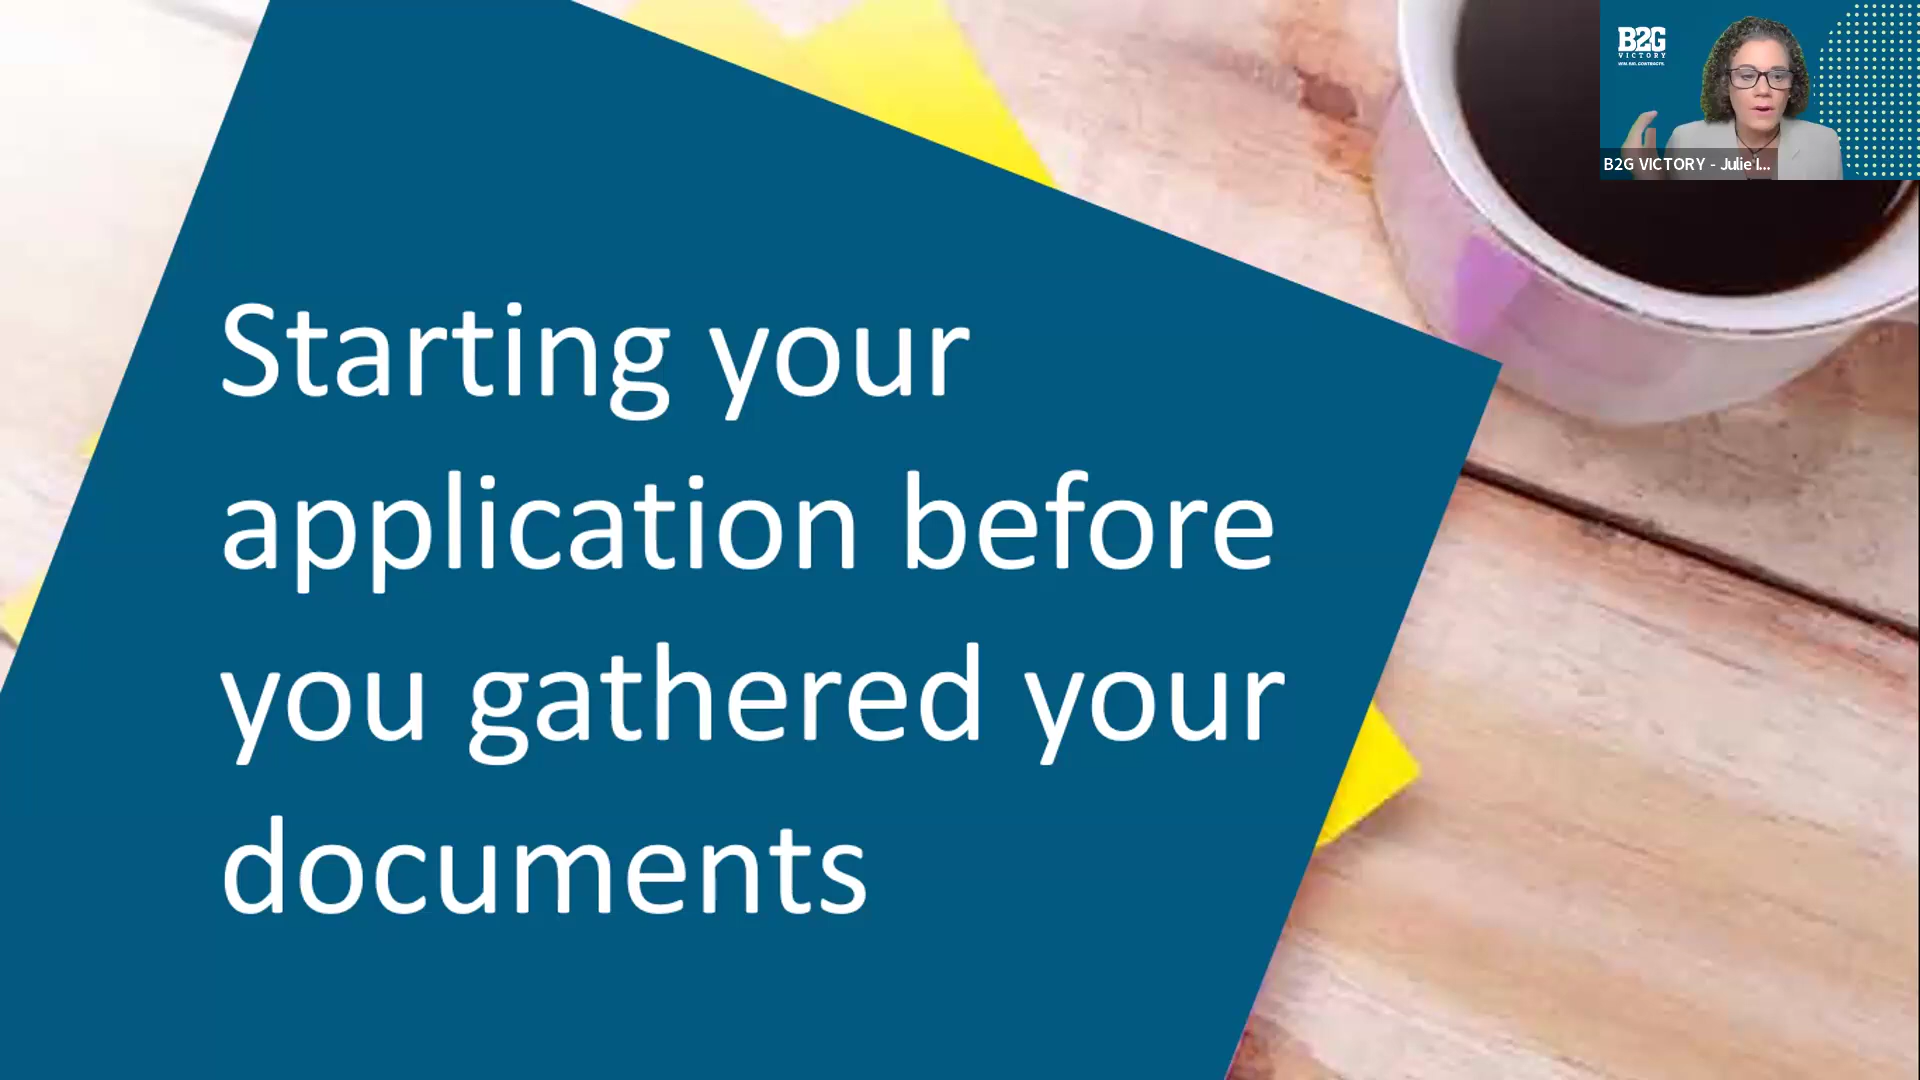 B2G
VICTORY
B2G VICTORY - Julie I...
Starting your
application before
you gathered your
documents